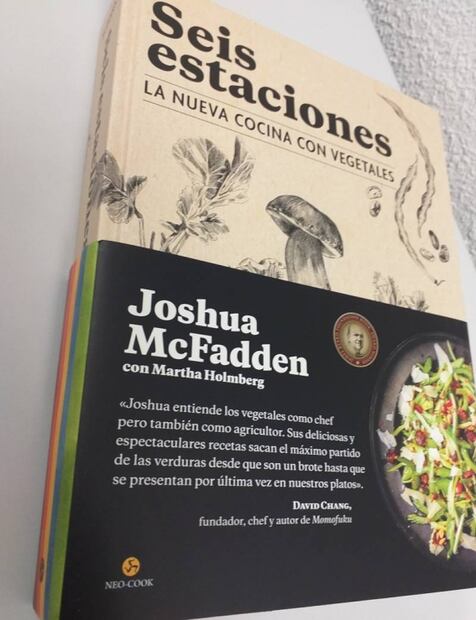 Seis
estaciones
LA NUEVA COCINA CON VEGETALES
Joshua
McFadden
con Martha Holmberg
«Joshua entiende los vegetales como chef
pero también como agricultor. Sus deliciosas y
espectaculares recetas sacan el máximo partido
de las verduras desde que son un brote hasta que
se presentan por última vez en nuestros platos».
DAVID CHANG,
fundador, chef y autor de Momofuku
NEO-COOK